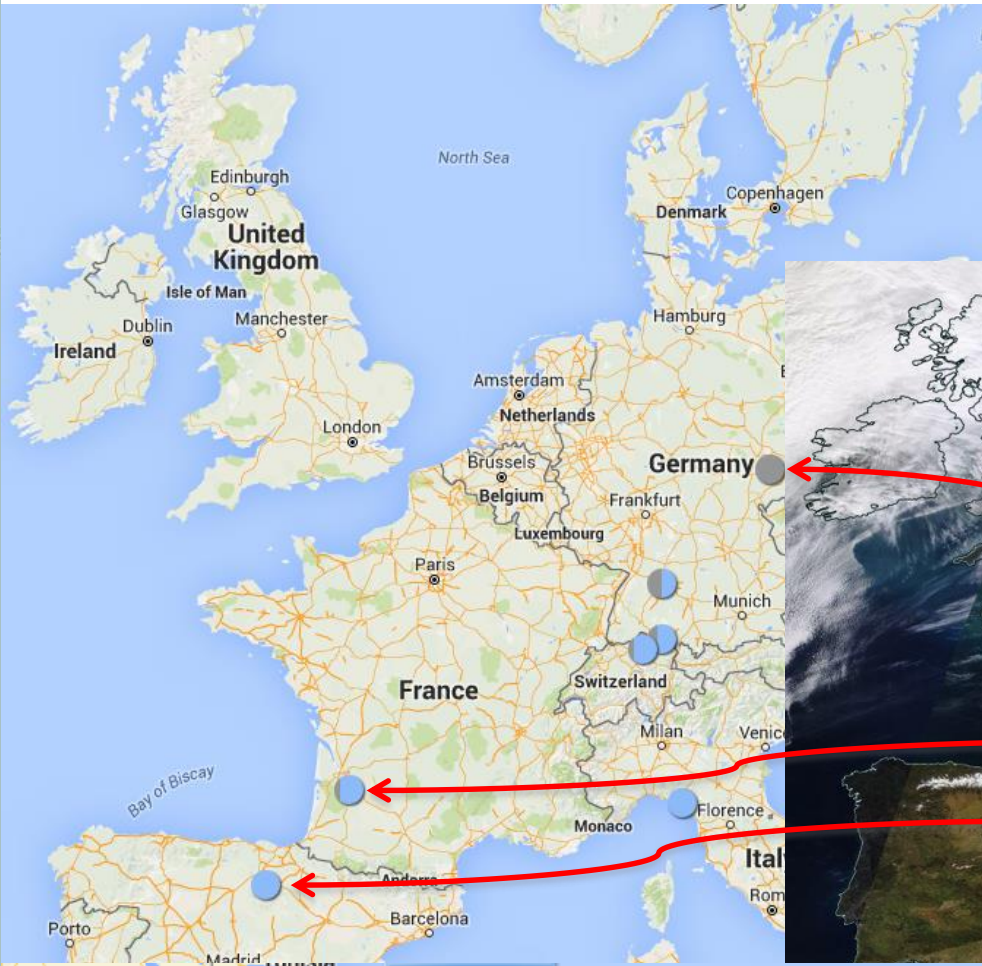 North Sea
Edinburgh
Glasgow
United
Kingdom
Copenhagen
Denmark
Isle of Man
Dublin
Manchester
Hamburg
Ireland
Amsterdam
Netherlands
London
Brussels
Germany
Belgium
Frankfurt
Luxembourg
Paris
Munich
Switzerland
France
Milan
Venic
Bay of Biscay
Florence
Monaco
Ital
Andorra
Rom
Barcelona
Porto
Madrid